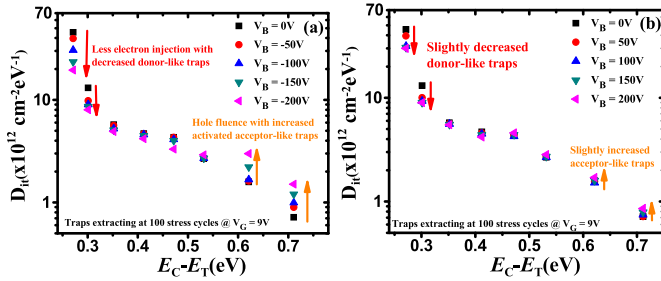 (a)
V_B = 0V
V_B = -50V
V_B = -100V
V_B = -150V
V_B = -200V
Less electron injection with
decreased donor-like traps
Hole fluence with increased
activated acceptor-like traps
Traps extracting at 100 stress cycles @ V_G = 9V
D_it(x10^12 cm^-2eV^-1)
10
1
0.3
0.4
0.5
0.6
0.7
E_C-E_T(eV)
(b)
V_B = 0V
V_B = 50V
V_B = 100V
V_B = 150V
V_B = 200V
Slightly decreased
donor-like traps
Slightly increased
acceptor-like traps
Traps extracting at 100 stress cycles @ V_G = 9V
D_it(x10^12 cm^-2eV^-1)
10
1
0.3
0.4
0.5
0.6
0.7
E_C-E_T(eV)